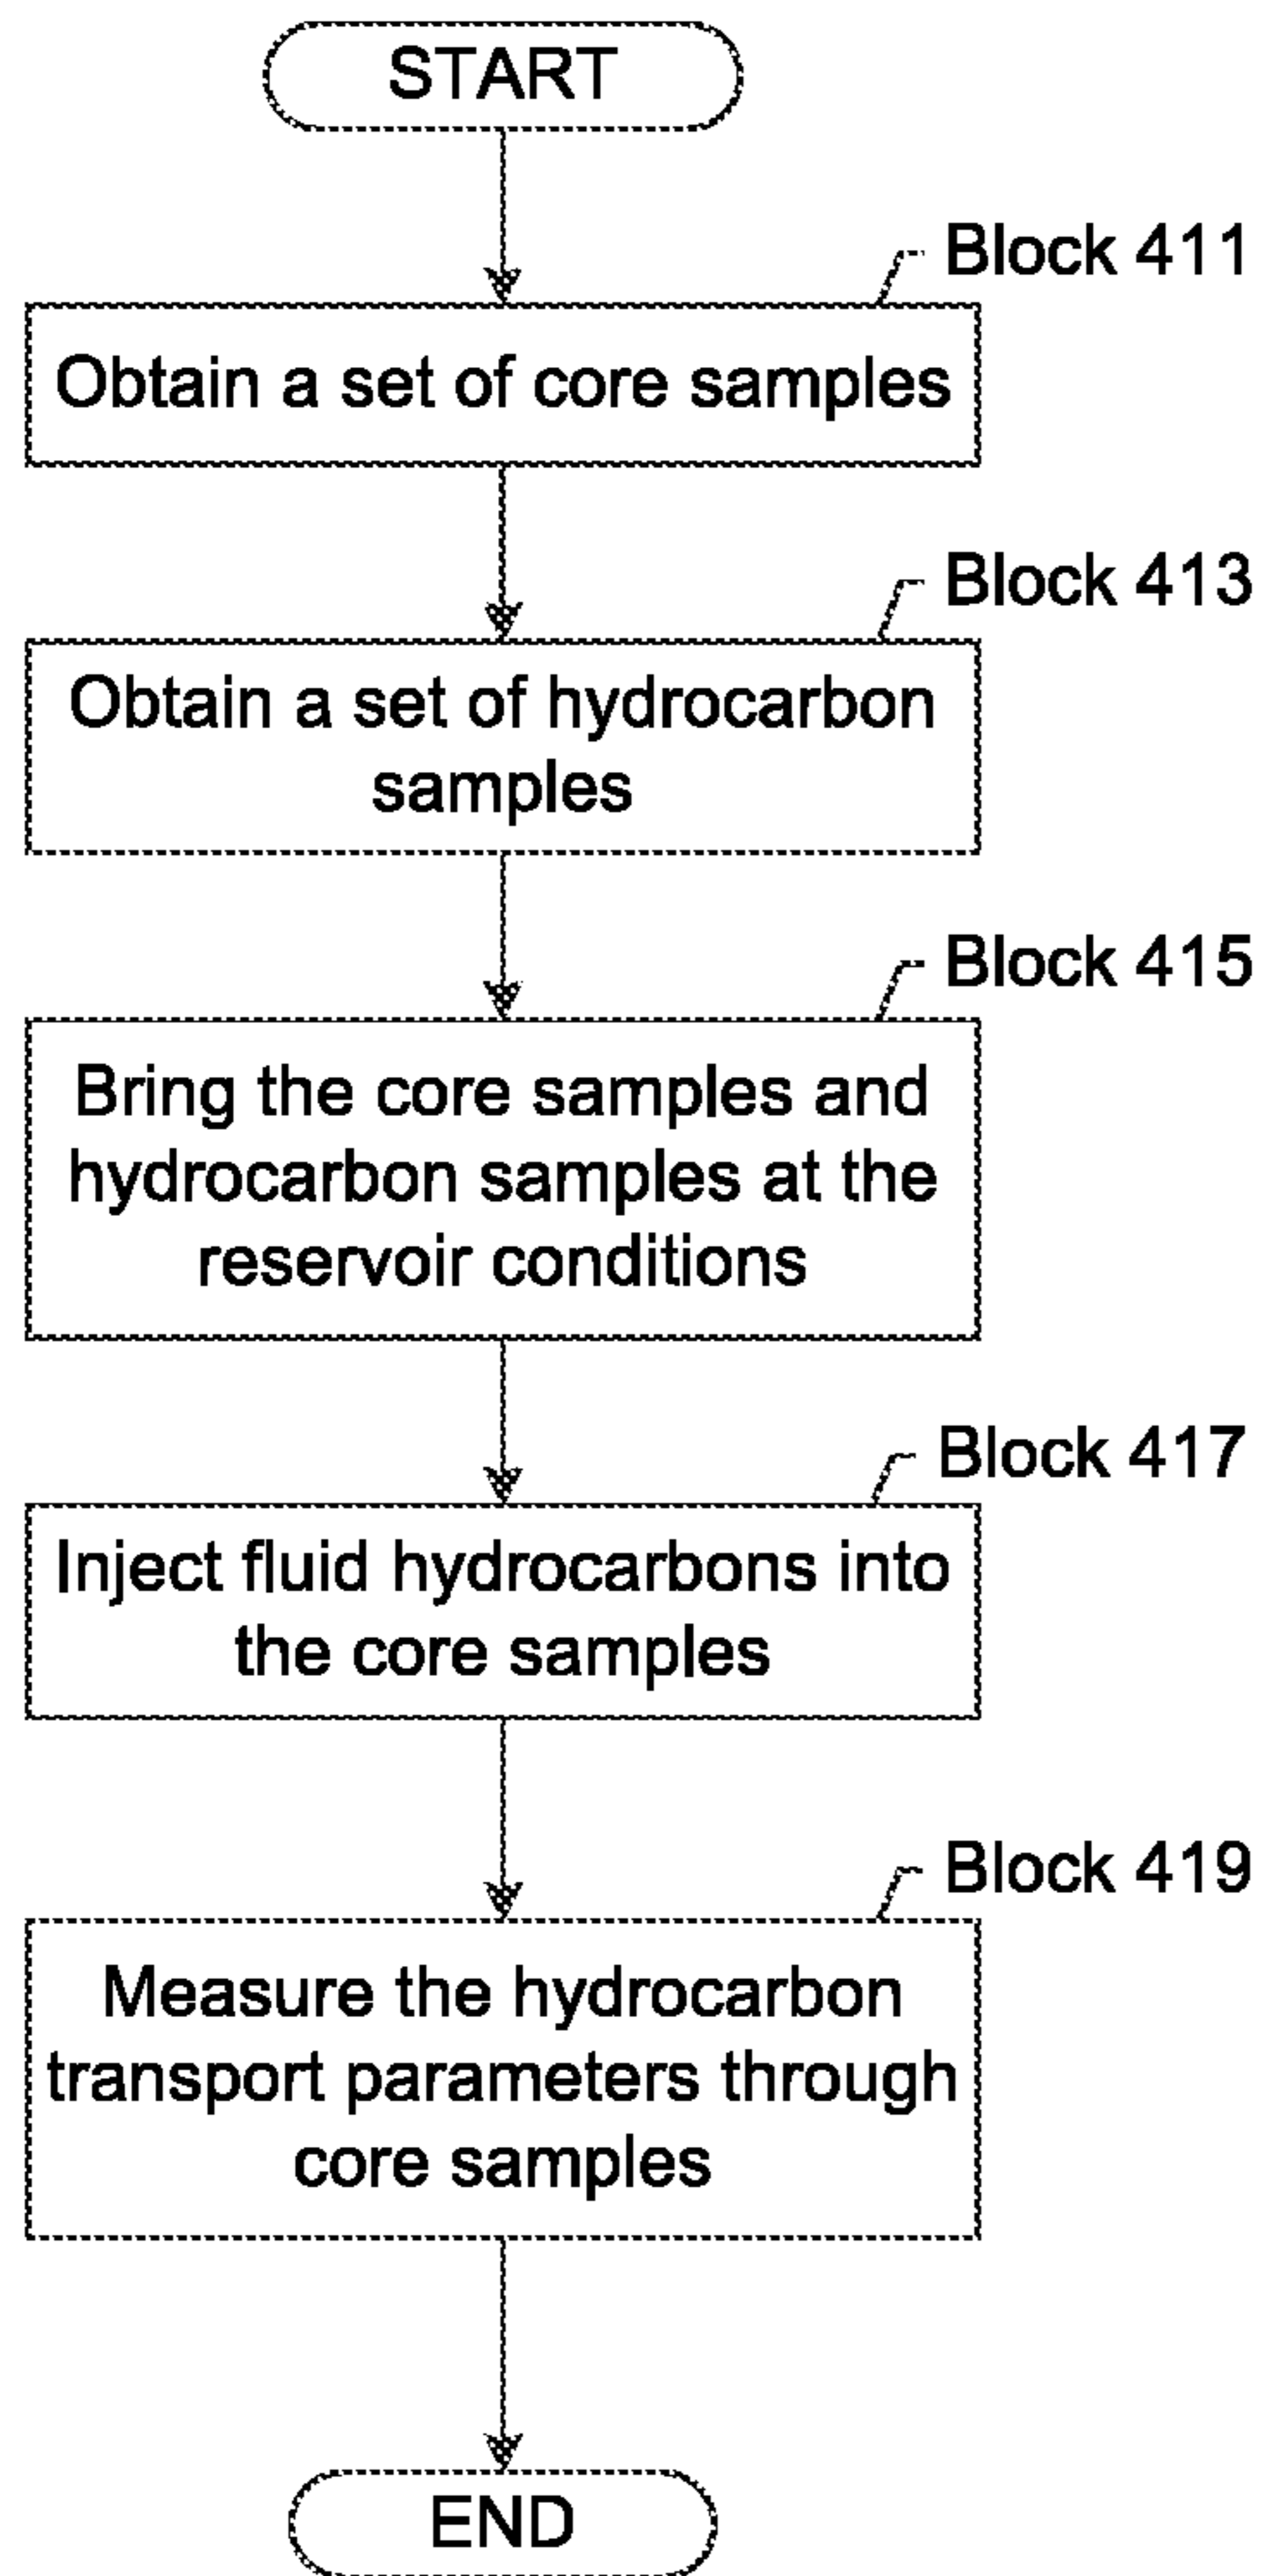 START
Block 411
Obtain a set of core samples
Block 413
Obtain a set of hydrocarbon
samples
Block 415
Bring the core samples and
hydrocarbon samples at the
reservoir conditions
Block 417
Inject fluid hydrocarbons into
the core samples
Block 419
Measure the hydrocarbon
transport parameters through
core samples
END